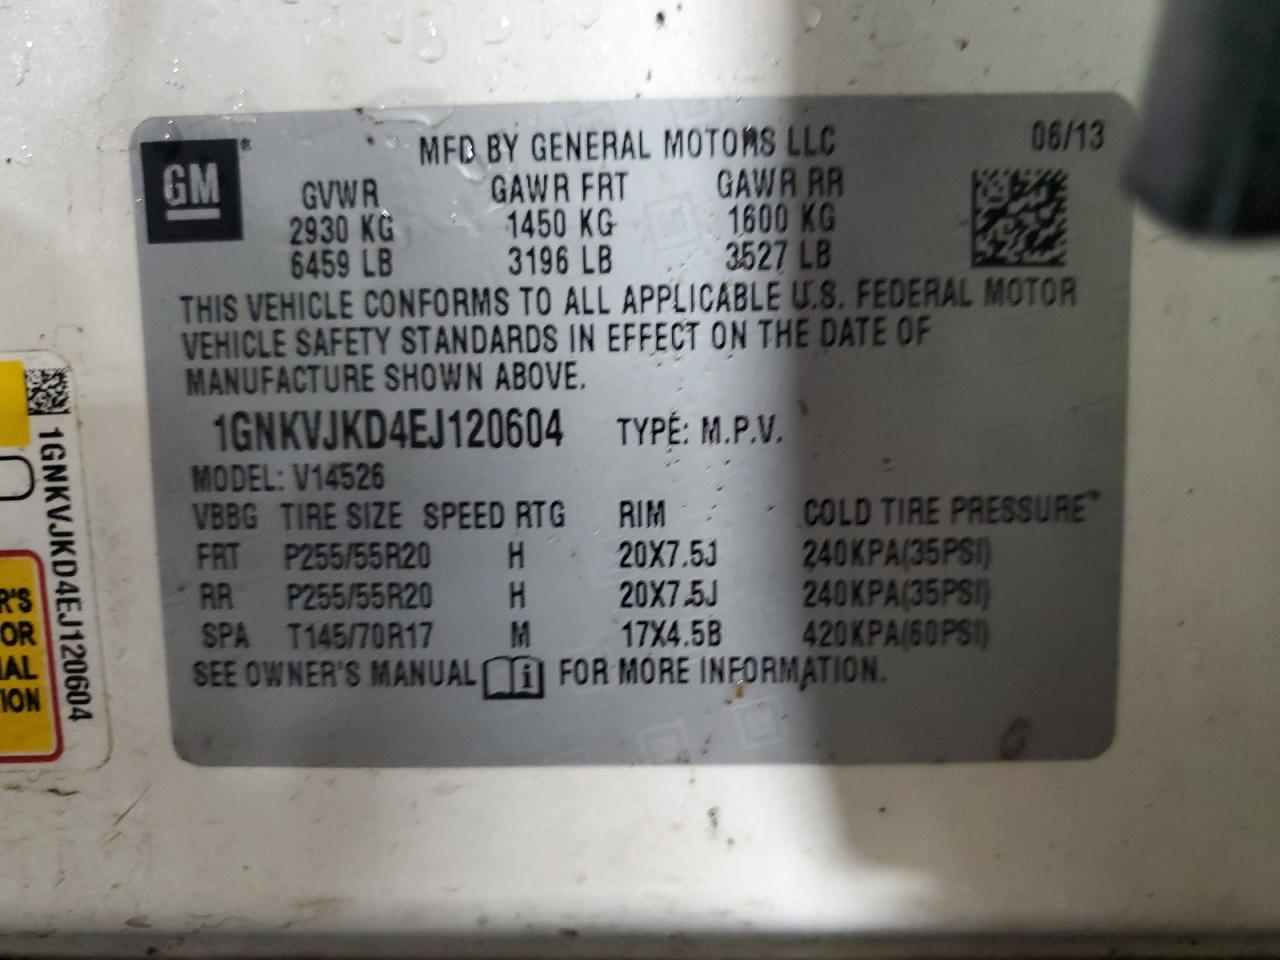 GM
®
MFD BY GENERAL MOTORS LLC
06/13
GVWR GAWR FRT GAWR RR
2930 KG 1450 KG 1600 KG
6459 LB 3196 LB 3527 LB
THIS VEHICLE CONFORMS TO ALL APPLICABLE U.S. FEDERAL MOTOR
VEHICLE SAFETY STANDARDS IN EFFECT ON THE DATE OF
MANUFACTURE SHOWN ABOVE.
1GNKVJKD4EJ120604 TYPE: M.P.V.
MODEL: V14526
VBBG TIRE SIZE SPEED RTG RIM COLD TIRE PRESSURE*
FRT P255/55R20 H 20X7.5J 240KPA(35PSI)
RR P255/55R20 H 20X7.5J 240KPA(35PSI)
SPA T145/70R17 M 17X4.5B 420KPA(60PSI)
SEE OWNER'S MANUAL i FOR MORE INFORMATION.
1GNKVJKD4EJ120604
R'S
OR
IAL
ION